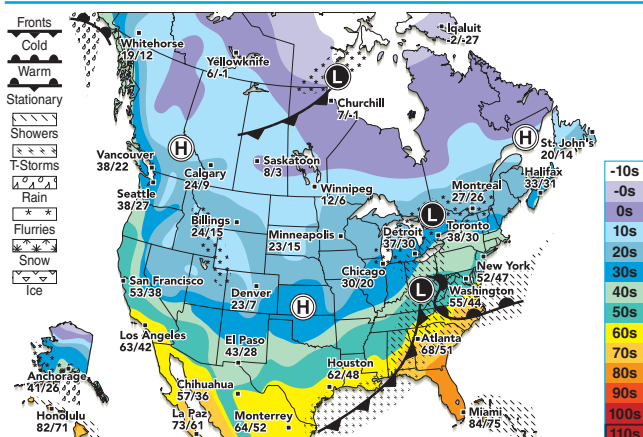 Fronts
Cold
Warm
Stationary
Showers
T-Storms
Rain
Flurries
Snow
Ice
Whitehorse
19/12
Yellowknife
6/-1
Iqaluit
-2/-27
L
Churchill
7/-1
H
H
St. John's
20/14
Vancouver
38/22
Calgary
24/9
Saskatoon
8/3
Winnipeg
12/6
Montreal
27/26
Halifax
33/31
Seattle
38/27
L
Billings
24/15
Minneapolis
23/15
Detroit
37/30
Toronto
38/30
Chicago
30/20
New York
52/47
San Francisco
53/38
Denver
23/7
H
L
Washington
55/44
Los Angeles
63/42
El Paso
43/28
Atlanta
68/51
Houston
62/48
Anchorage
41/26
Chihuahua
57/36
Honolulu
82/71
La Paz
73/61
Monterrey
64/52
Miami
84/75
-10s
-0s
0s
10s
20s
30s
40s
50s
60s
70s
80s
90s
100s
110s